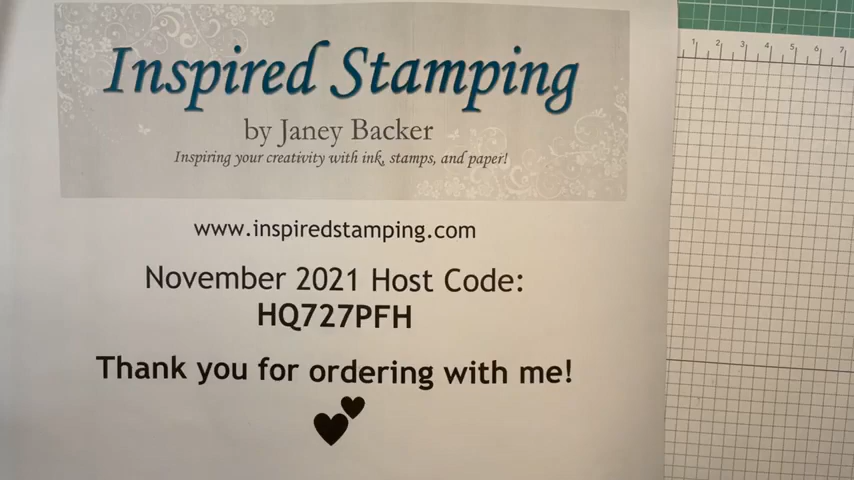 Inspired Stamping
by Janey Backer
Inspiring your creativity with ink, stamps, and paper!
www.inspiredstamping.com
November 2021 Host Code:
HQ727PFH
Thank you for ordering with me!
1 2 3 4 5 6 7